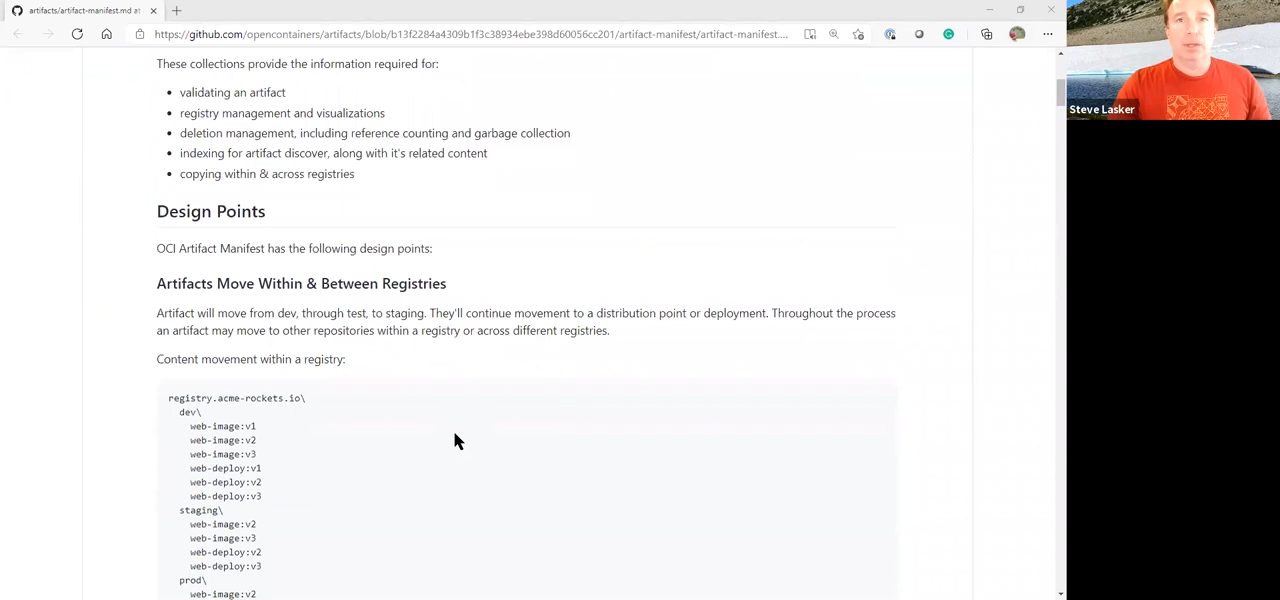 artifacts/artifact-manifest.md at
https://github.com/opencontainers/artifacts/blob/b13f2284a4309b1f3c38934ebe398d60056cc201/artifact-manifest/artifact-manifest....
Steve Lasker
These collections provide the information required for:
• validating an artifact
• registry management and visualizations
• deletion management, including reference counting and garbage collection
• indexing for artifact discover, along with it's related content
• copying within & across registries
Design Points
OCI Artifact Manifest has the following design points:
Artifacts Move Within & Between Registries
Artifact will move from dev, through test, to staging. They'll continue movement to a distribution point or deployment. Throughout the process
an artifact may move to other repositories within a registry or across different registries.
Content movement within a registry:
registry.acme-rockets.io\
dev\
web-image:v1
web-image:v2
web-image:v3
web-deploy:v1
web-deploy:v2
web-deploy:v3
staging\
web-image:v2
web-image:v3
web-deploy:v2
web-deploy:v3
prod\
web-image:v2